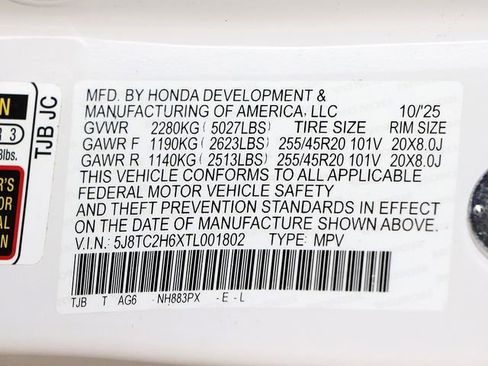 MFD. BY HONDA DEVELOPMENT &
MANUFACTURING OF AMERICA, LLC 10/'25
GVWR 2280KG (5027LBS) TIRE SIZE RIM SIZE
GAWR F 1190KG (2623LBS) 255/45R20 101V 20X8.0J
GAWR R 1140KG (2513LBS) 255/45R20 101V 20X8.0J
THIS VEHICLE CONFORMS TO ALL APPLICABLE
FEDERAL MOTOR VEHICLE SAFETY
AND THEFT PREVENTION STANDARDS IN EFFECT
ON THE DATE OF MANUFACTURE SHOWN ABOVE.
V.I.N.: 5J8TC2H6XTL001802 TYPE: MPV
TJB T AG6 NH883PX - E - L
TJB JC
R 3
lbs.